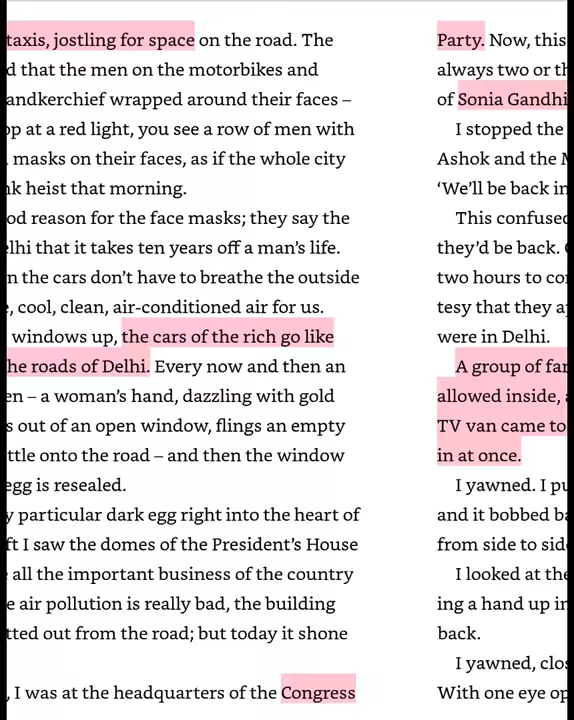 taxis, jostling for space on the road. The
d that the men on the motorbikes and
andkerchief wrapped around their faces –
op at a red light, you see a row of men with
masks on their faces, as if the whole city
nk heist that morning.
od reason for the face masks; they say the
elhi that it takes ten years off a man’s life.
n the cars don’t have to breathe the outside
, cool, clean, air-conditioned air for us.
windows up, the cars of the rich go like
he roads of Delhi. Every now and then an
en – a woman’s hand, dazzling with gold
s out of an open window, flings an empty
ttle onto the road – and then the window
egg is resealed.
y particular dark egg right into the heart of
ft I saw the domes of the President’s House
all the important business of the country
e air pollution is really bad, the building
tted out from the road; but today it shone
, I was at the headquarters of the Congress
Party. Now, this
always two or th
of Sonia Gandhi
I stopped the
Ashok and the M
‘We’ll be back in
This confused
they’d be back.
two hours to co
tesy that they a
were in Delhi.
A group of far
allowed inside, a
TV van came to
in at once.
I yawned. I pu
and it bobbed ba
from side to sid
I looked at the
ing a hand up in
back.
I yawned, clos
With one eye op